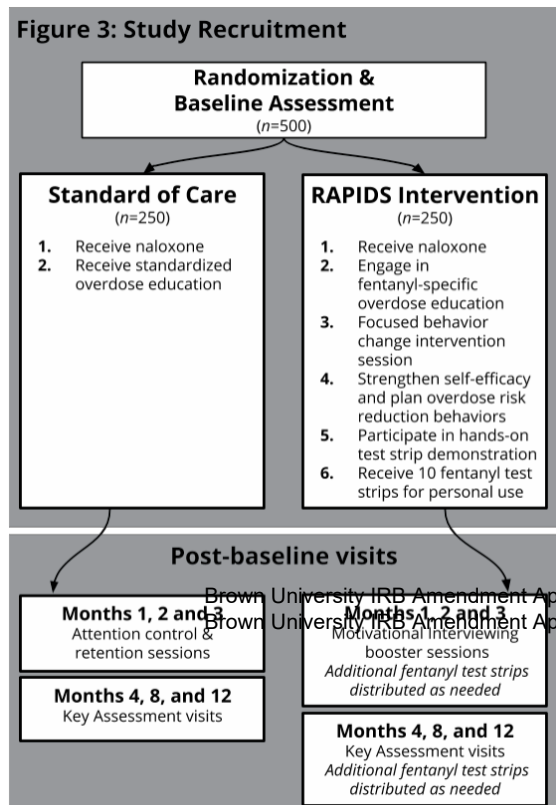 Figure 3: Study Recruitment
Randomization &
Baseline Assessment
(n=500)
Standard of Care
(n=250)
1. Receive naloxone
2. Receive standardized
overdose education
RAPIDS Intervention
(n=250)
1. Receive naloxone
2. Engage in
fentanyl-specific
overdose education
3. Focused behavior
change intervention
session
4. Strengthen self-efficacy
and plan overdose risk
reduction behaviors
5. Participate in hands-on
test strip demonstration
6. Receive 10 fentanyl test
strips for personal use
Post-baseline visits
Brown University IRB Amendment Ap
Brown University IRB Amendment Ap
Months 1, 2 and 3
Attention control &
retention sessions
Months 4, 8, and 12
Key Assessment visits
Months 1, 2 and 3
Motivational Interviewing
booster sessions
Additional fentanyl test strips
distributed as needed
Months 4, 8, and 12
Key Assessment visits
Additional fentanyl test strips
distributed as needed